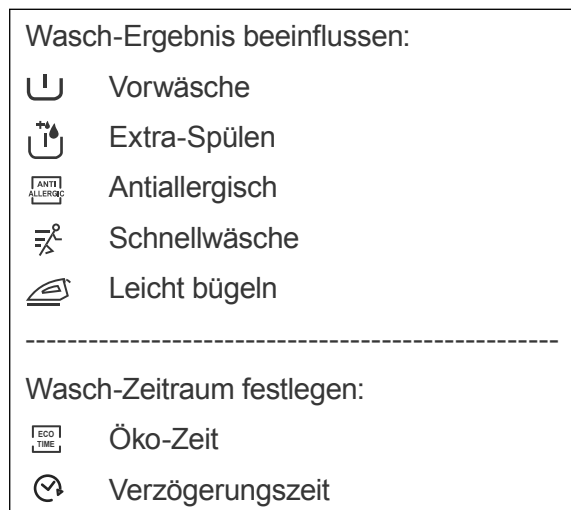 Wasch-Ergebnis beeinflussen:
Vorwäsche
Extra-Spülen
ANTI
ALLERGIC
Antiallergisch
Schnellwäsche
Leicht bügeln
----------------------------------------------------
Wasch-Zeitraum festlegen:
ECO
TIME
Öko-Zeit
Verzögerungszeit